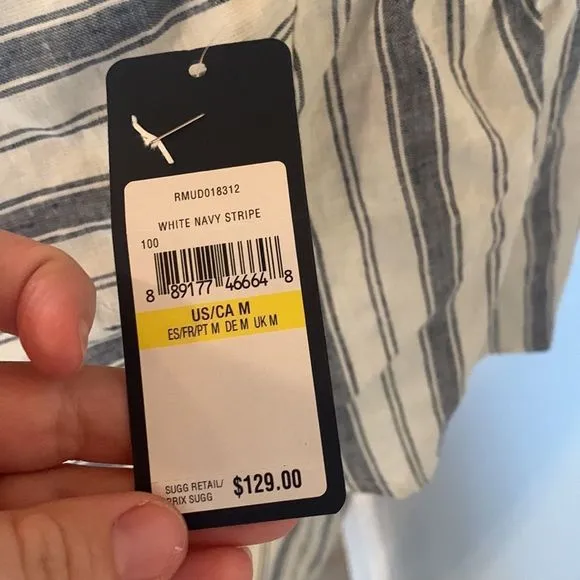 RMUD018312
WHITE NAVY STRIPE
100
8 89177 46664 8
US/CA M
ES/FR/PT M DE M UK M
SUGG RETAIL/
PRIX SUGG
$129.00